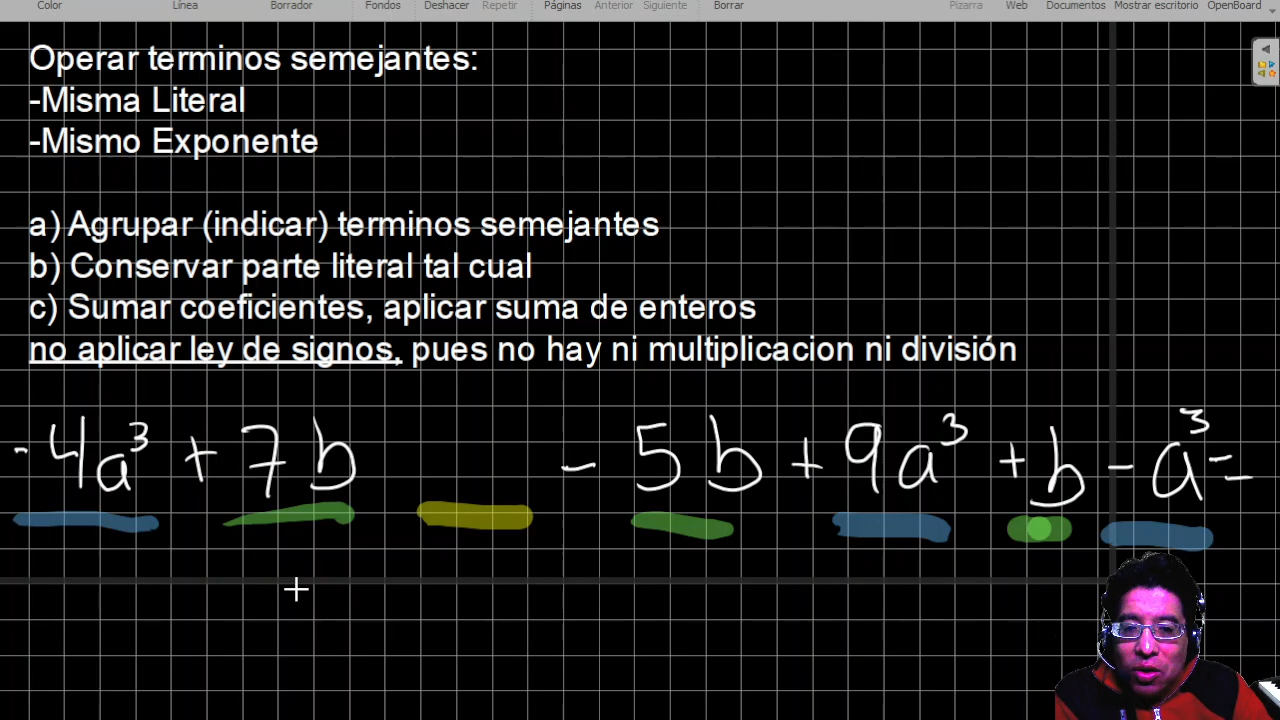 Color Línea Borrador Fondos Deshacer Repetir Páginas Anterior Siguiente Borrar Pizarra Web Documentos Mostrar escritorio OpenBoard
Operar terminos semejantes:
-Misma Literal
-Mismo Exponente
a) Agrupar (indicar) terminos semejantes
b) Conservar parte literal tal cual
c) Sumar coeficientes, aplicar suma de enteros
no aplicar ley de signos, pues no hay ni multiplicacion ni división
-4a³ + 7b - 5b + 9a³ + b - a³ =